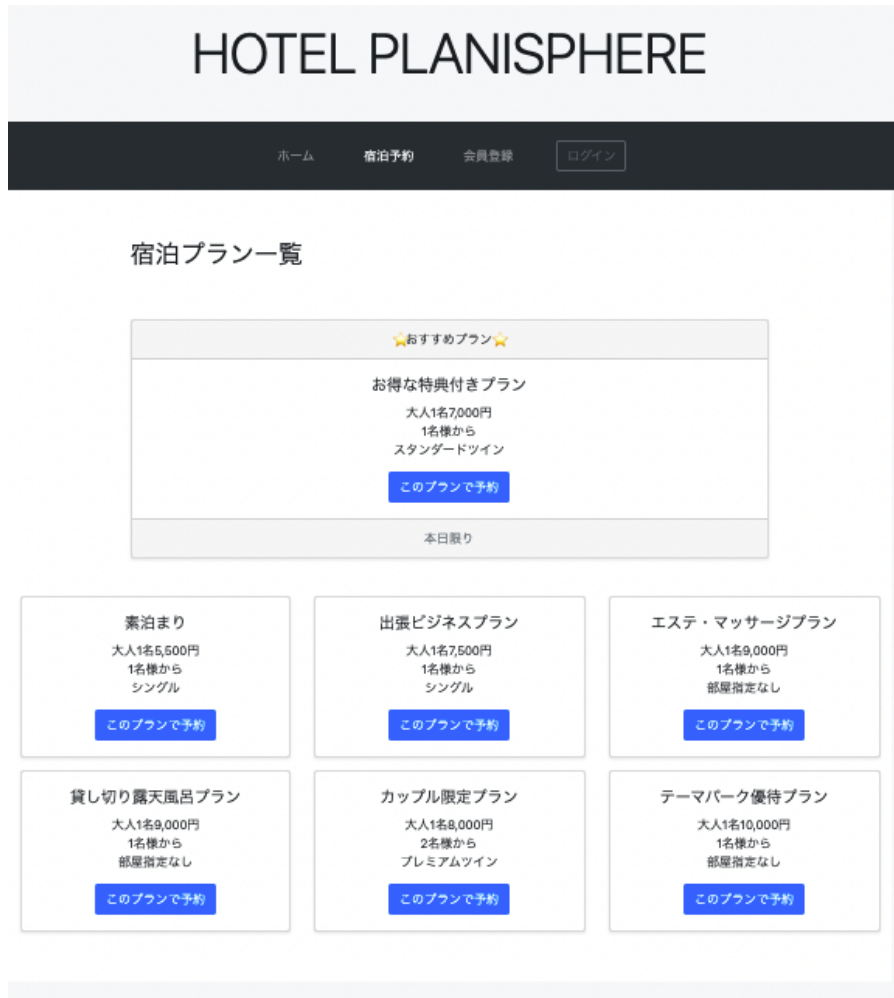 HOTEL PLANISPHERE
ホーム 宿泊予約 会員登録 ログイン
宿泊プラン一覧
⭐おすすめプラン⭐
お得な特典付きプラン
大人1名7,000円
1名様から
スタンダードツイン
このプランで予約
本日限り
素泊まり
大人1名5,500円
1名様から
シングル
このプランで予約
出張ビジネスプラン
大人1名7,500円
1名様から
シングル
このプランで予約
エステ・マッサージプラン
大人1名9,000円
1名様から
部屋指定なし
このプランで予約
貸し切り露天風呂プラン
大人1名9,000円
1名様から
部屋指定なし
このプランで予約
カップル限定プラン
大人1名8,000円
2名様から
プレミアムツイン
このプランで予約
テーマパーク優待プラン
大人1名10,000円
1名様から
部屋指定なし
このプランで予約